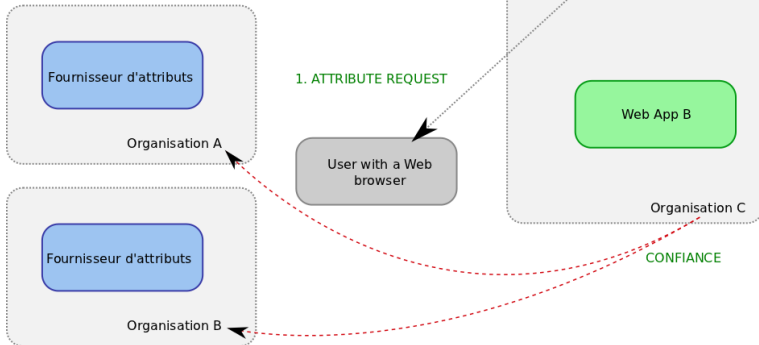 Fournisseur d'attributs
Organisation A
1. ATTRIBUTE REQUEST
User with a Web
browser
Web App B
Organisation C
CONFIANCE
Fournisseur d'attributs
Organisation B